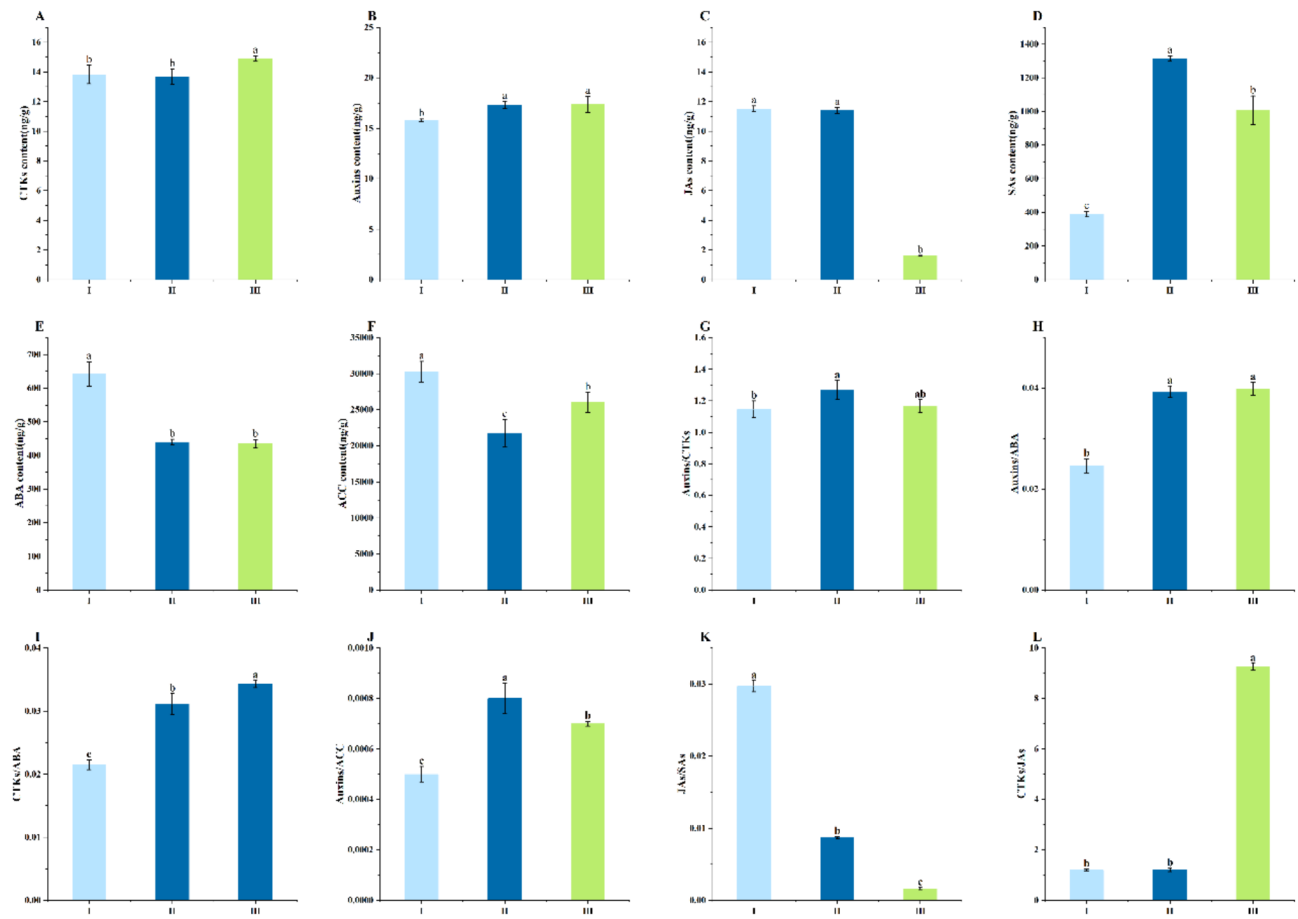 A
CTKs content(ng/g)
16
14
12
10
8
6
4
2
0
b
b
a
I
II
III
B
Auxins content(ng/g)
25
20
15
10
5
0
b
a
a
I
II
III
C
JAs content(ng/g)
16
14
12
10
8
6
4
2
0
a
a
b
I
II
III
D
SAs content(ng/g)
1400
1200
1000
800
600
400
200
0
c
a
b
I
II
III
E
ABA content(ng/g)
700
600
500
400
300
200
100
0
a
b
b
I
II
III
F
ACC content(ng/g)
35000
30000
25000
20000
15000
10000
5000
0
a
c
b
I
II
III
G
Auxins/CTKs
1.6
1.4
1.2
1.0
0.8
0.6
0.4
0.2
0.0
b
a
ab
I
II
III
H
Auxins/ABA
0.04
0.02
0.00
b
a
a
I
II
III
I
CTKs/ABA
0.04
0.03
0.02
0.01
0.00
c
b
a
I
II
III
J
Auxins/ACC
0,0010
0,0008
0,0006
0,0004
0,0002
0,0000
c
a
b
I
II
III
K
JAs/SAs
0.03
0.02
0.01
0.00
a
b
c
I
II
III
L
CTKs/JAs
10
8
6
4
2
0
b
b
a
I
II
III